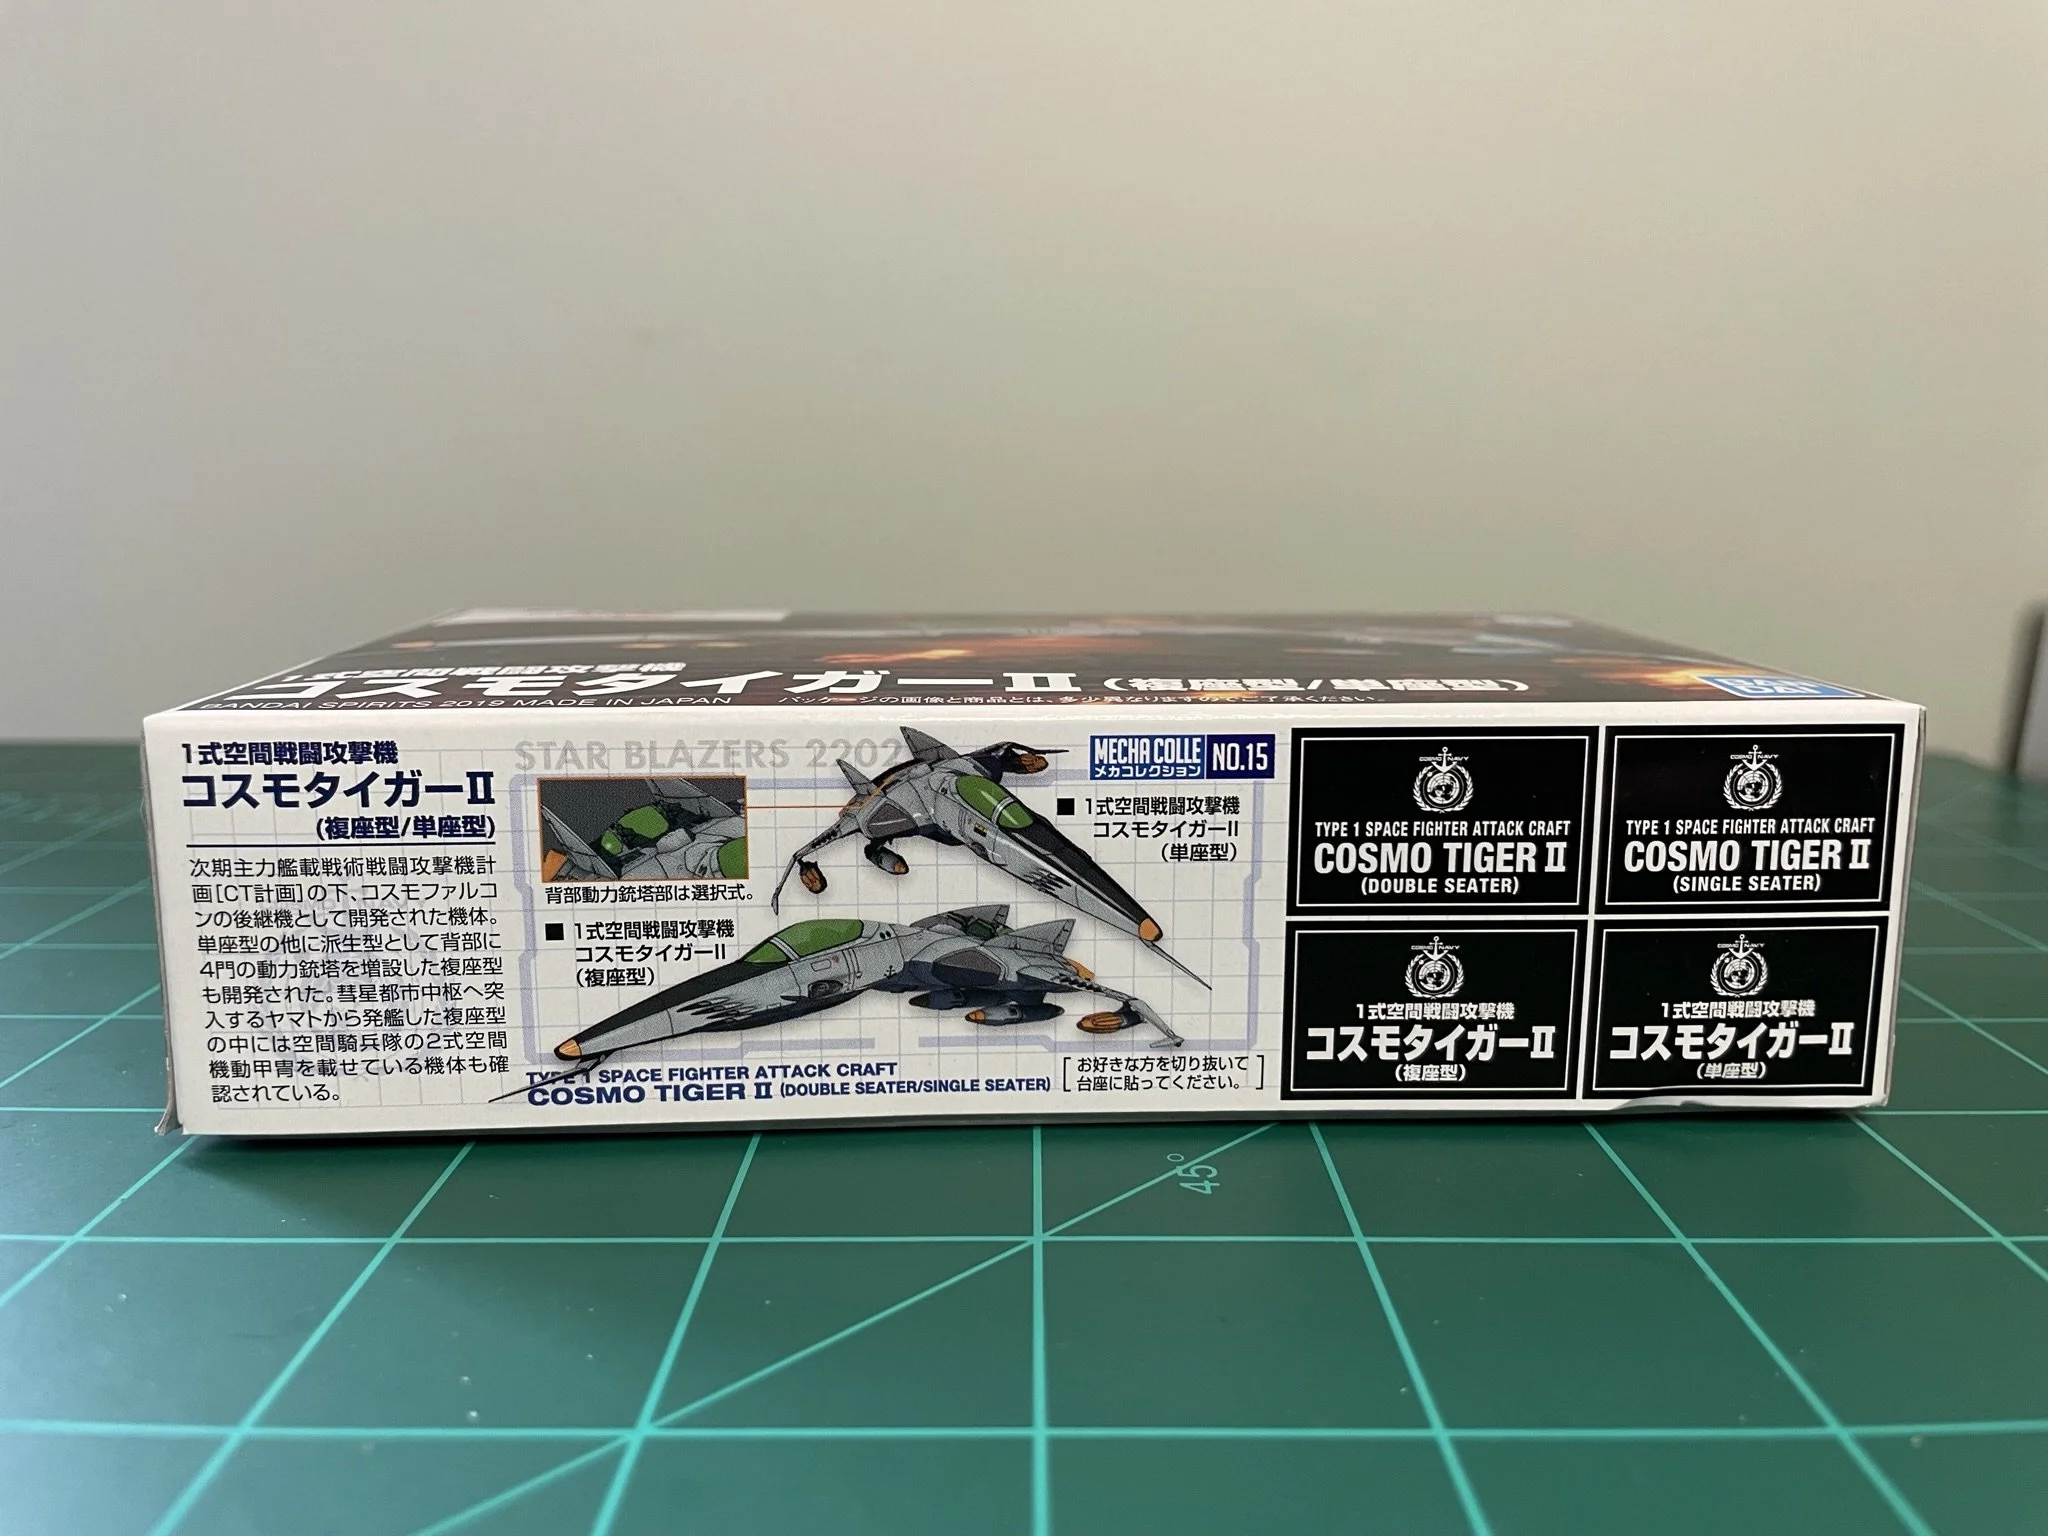 1式空間戦闘攻撃機
コスモタイガーII(複座型/単座型)
BANDAI SPIRITS 2019 MADE IN JAPAN パッケージの画像と商品とは、多少異なりますのでご了承ください。
BAN
DAI
1式空間戦闘攻撃機
コスモタイガーII
(複座型/単座型)
次期主力艦載戦術戦闘攻撃機計
画[CT計画]の下、コスモファルコ
ンの後継機として開発された機体。
単座型の他に派生型として背部に
4門の動力銃塔を増設した複座型
も開発された。彗星都市中枢へ突
入するヤマトから発艦した複座型
の中には空間騎兵隊の2式空間
機動甲冑を載せている機体も確
認されている。
STAR BLAZERS 2202
MECHA COLLE
メカコレクション
NO.15
背部動力銃塔部は選択式。
■ 1式空間戦闘攻撃機
コスモタイガーII
(単座型)
■ 1式空間戦闘攻撃機
コスモタイガーII
(複座型)
TYPE 1 SPACE FIGHTER ATTACK CRAFT
COSMO TIGER II (DOUBLE SEATER/SINGLE SEATER)
[お好きな方を切り抜いて
台座に貼ってください。]
COSMO NAVY
TYPE 1 SPACE FIGHTER ATTACK CRAFT
COSMO TIGER II
(DOUBLE SEATER)
COSMO NAVY
TYPE 1 SPACE FIGHTER ATTACK CRAFT
COSMO TIGER II
(SINGLE SEATER)
COSMO NAVY
1式空間戦闘攻撃機
コスモタイガーII
(複座型)
COSMO NAVY
1式空間戦闘攻撃機
コスモタイガーII
(単座型)
45°